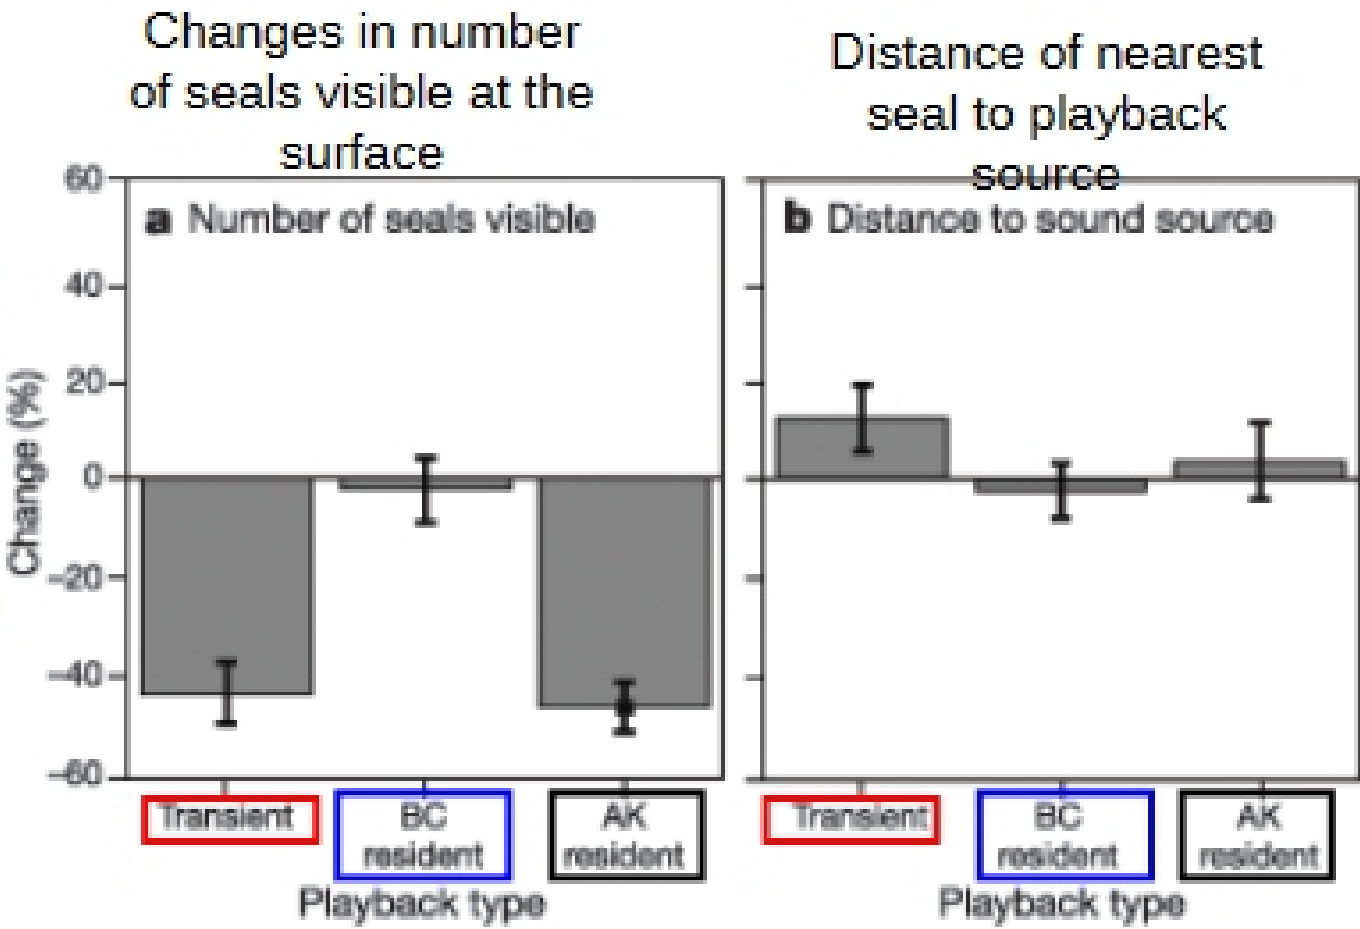 Changes in number
of seals visible at the
surface
Distance of nearest
seal to playback
source
a Number of seals visible
b Distance to sound source
Change (%)
60
40
20
0
–20
–40
–60
Transient
BC
resident
AK
resident
Playback type
Transient
BC
resident
AK
resident
Playback type